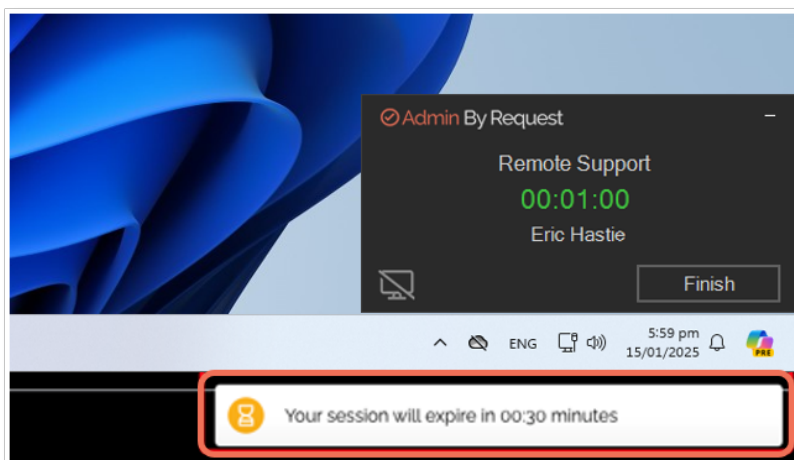 Admin By Request
Remote Support
00:01:00
Eric Hastie
Finish
ENG
5:59 pm
15/01/2025
PRE
Your session will expire in 00:30 minutes